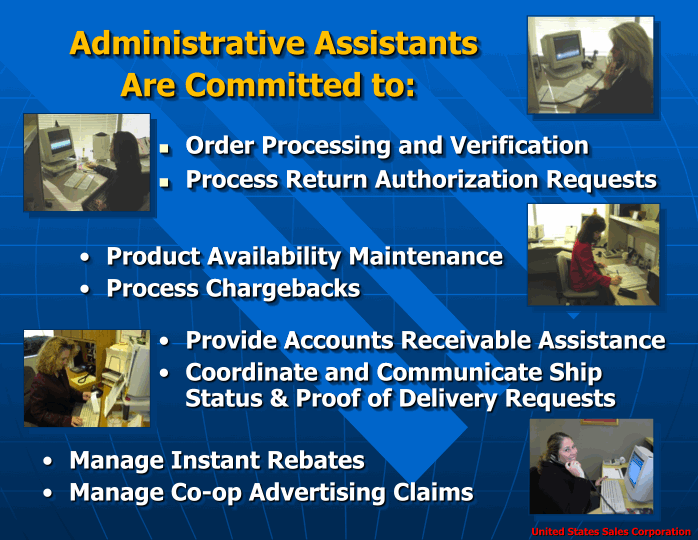 Administrative Assistants
Are Committed to:
Order Processing and Verification
Process Return Authorization Requests
Product Availability Maintenance
Process Chargebacks
Provide Accounts Receivable Assistance
Coordinate and Communicate Ship
Status & Proof of Delivery Requests
Manage Instant Rebates
Manage Co-op Advertising Claims
United States Sales Corporation